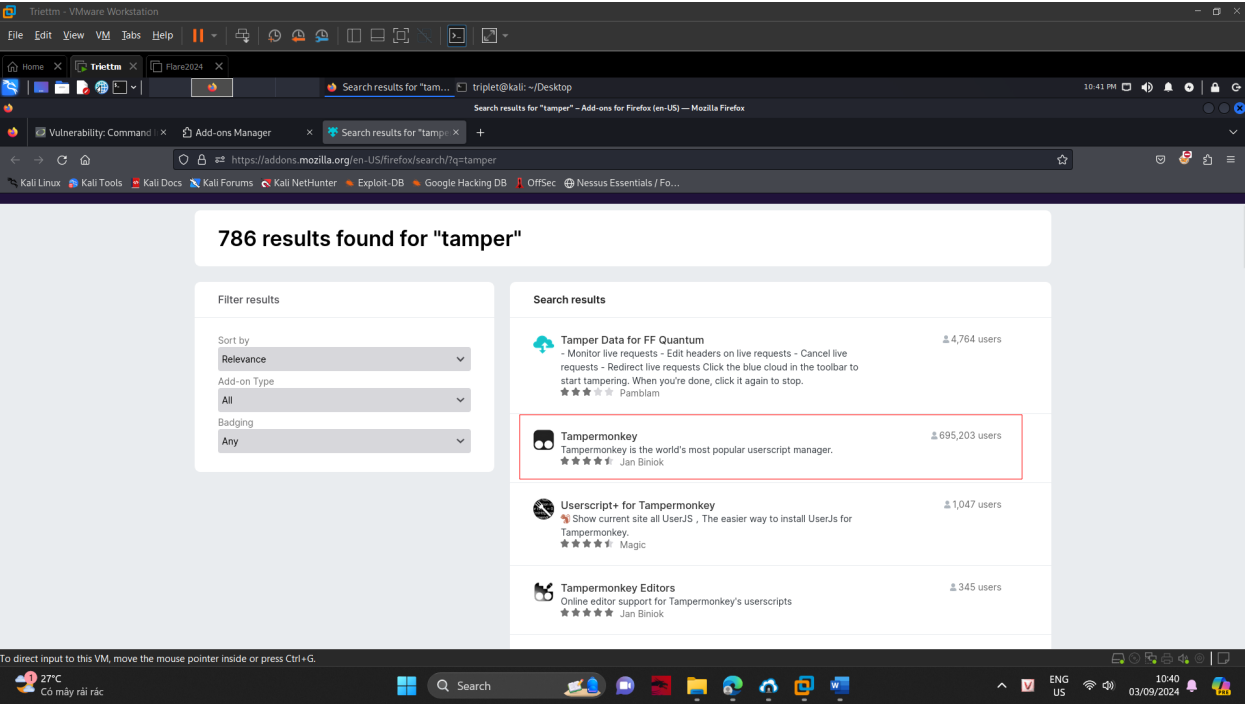 Triettm - VMware Workstation
File Edit View VM Tabs Help
Home Triettm Flare2024
Search results for "tam... triplet@kali: ~/Desktop 10:41 PM
Search results for "tamper" – Add-ons for Firefox (en-US) — Mozilla Firefox
Vulnerability: Command Add-ons Manager Search results for "tampe
https://addons.mozilla.org/en-US/firefox/search/?q=tamper
Kali Linux Kali Tools Kali Docs Kali Forums Kali NetHunter Exploit-DB Google Hacking DB OffSec Nessus Essentials / Fo...
786 results found for "tamper"
Filter results
Sort by
Relevance
Add-on Type
All
Badging
Any
Search results
Tamper Data for FF Quantum 4,764 users
- Monitor live requests - Edit headers on live requests - Cancel live
requests - Redirect live requests Click the blue cloud in the toolbar to
start tampering. When you're done, click it again to stop.
Pamblam
Tampermonkey 695,203 users
Tampermonkey is the world's most popular userscript manager.
Jan Biniok
Userscript+ for Tampermonkey 1,047 users
Show current site all UserJS , The easier way to install UserJs for
Tampermonkey.
Magic
Tampermonkey Editors 345 users
Online editor support for Tampermonkey's userscripts
Jan Biniok
To direct input to this VM, move the mouse pointer inside or press Ctrl+G.
1 27°C
Có mây rải rác
Search
V ENG
US
10:40
03/09/2024
PRE